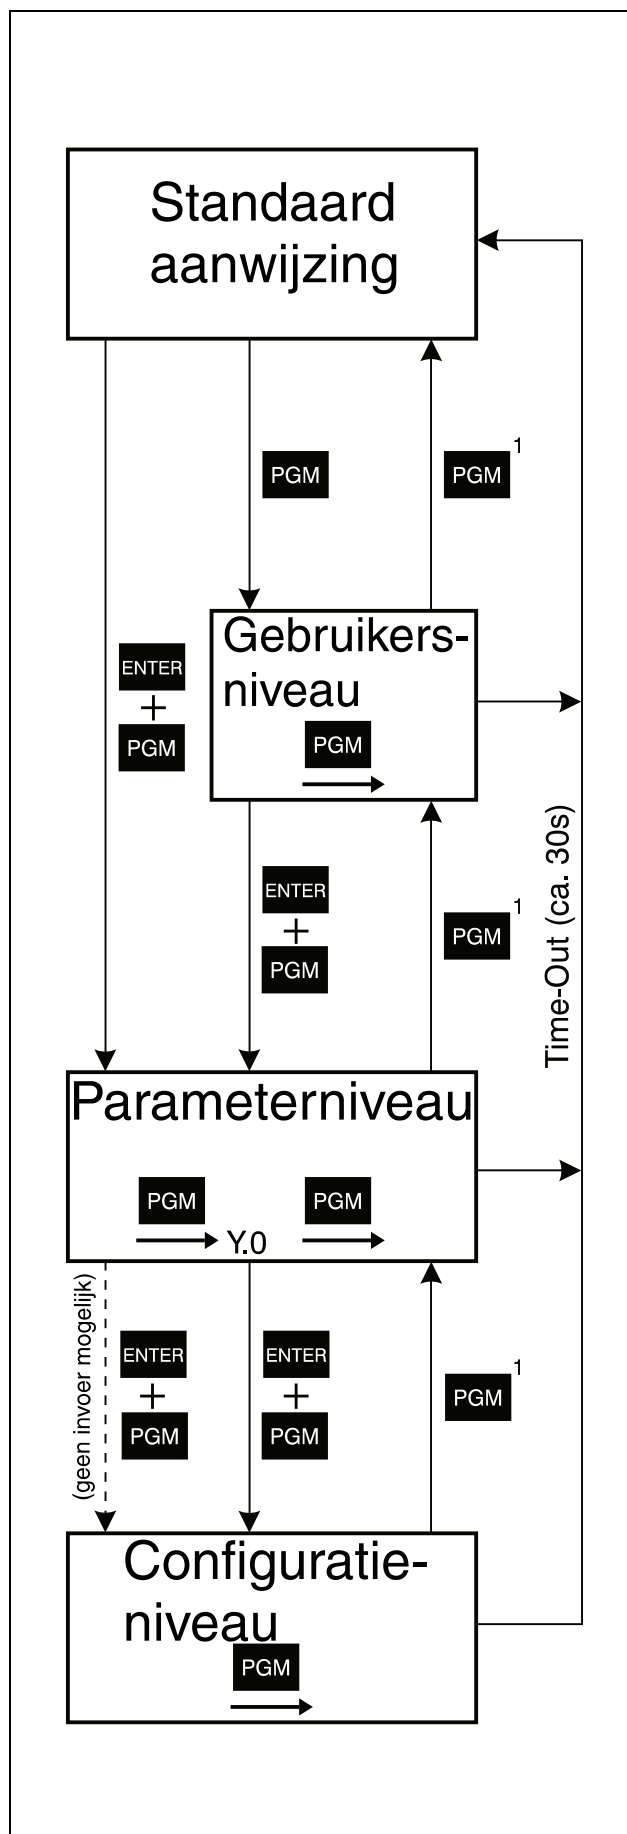 Standaard
aanwijzing
PGM
PGM 1
Gebruikers-
niveau
PGM
ENTER
+
PGM
ENTER
+
PGM
PGM 1
Time-Out (ca. 30s)
Parameterniveau
PGM
Y.0
PGM
(geen invoer mogelijk)
ENTER
+
PGM
ENTER
+
PGM
PGM 1
Configuratie-
niveau
PGM